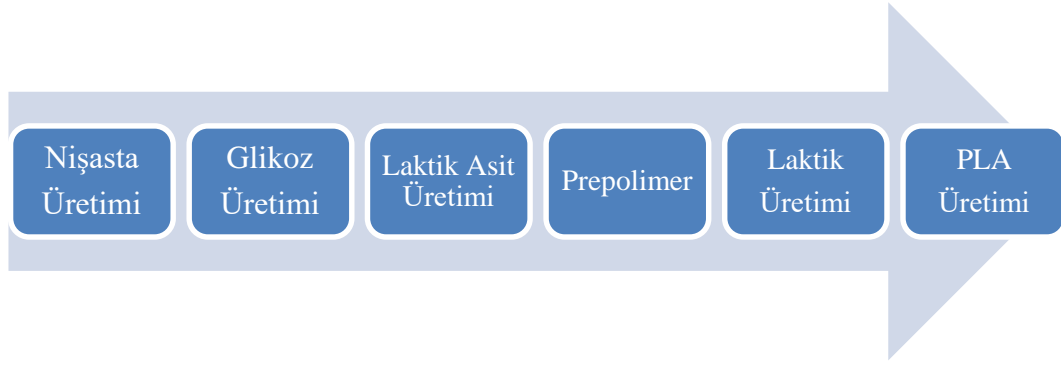 Nişasta
Üretimi
Glikoz
Üretimi
Laktik Asit
Üretimi
Prepolimer
Laktik
Üretimi
PLA
Üretimi